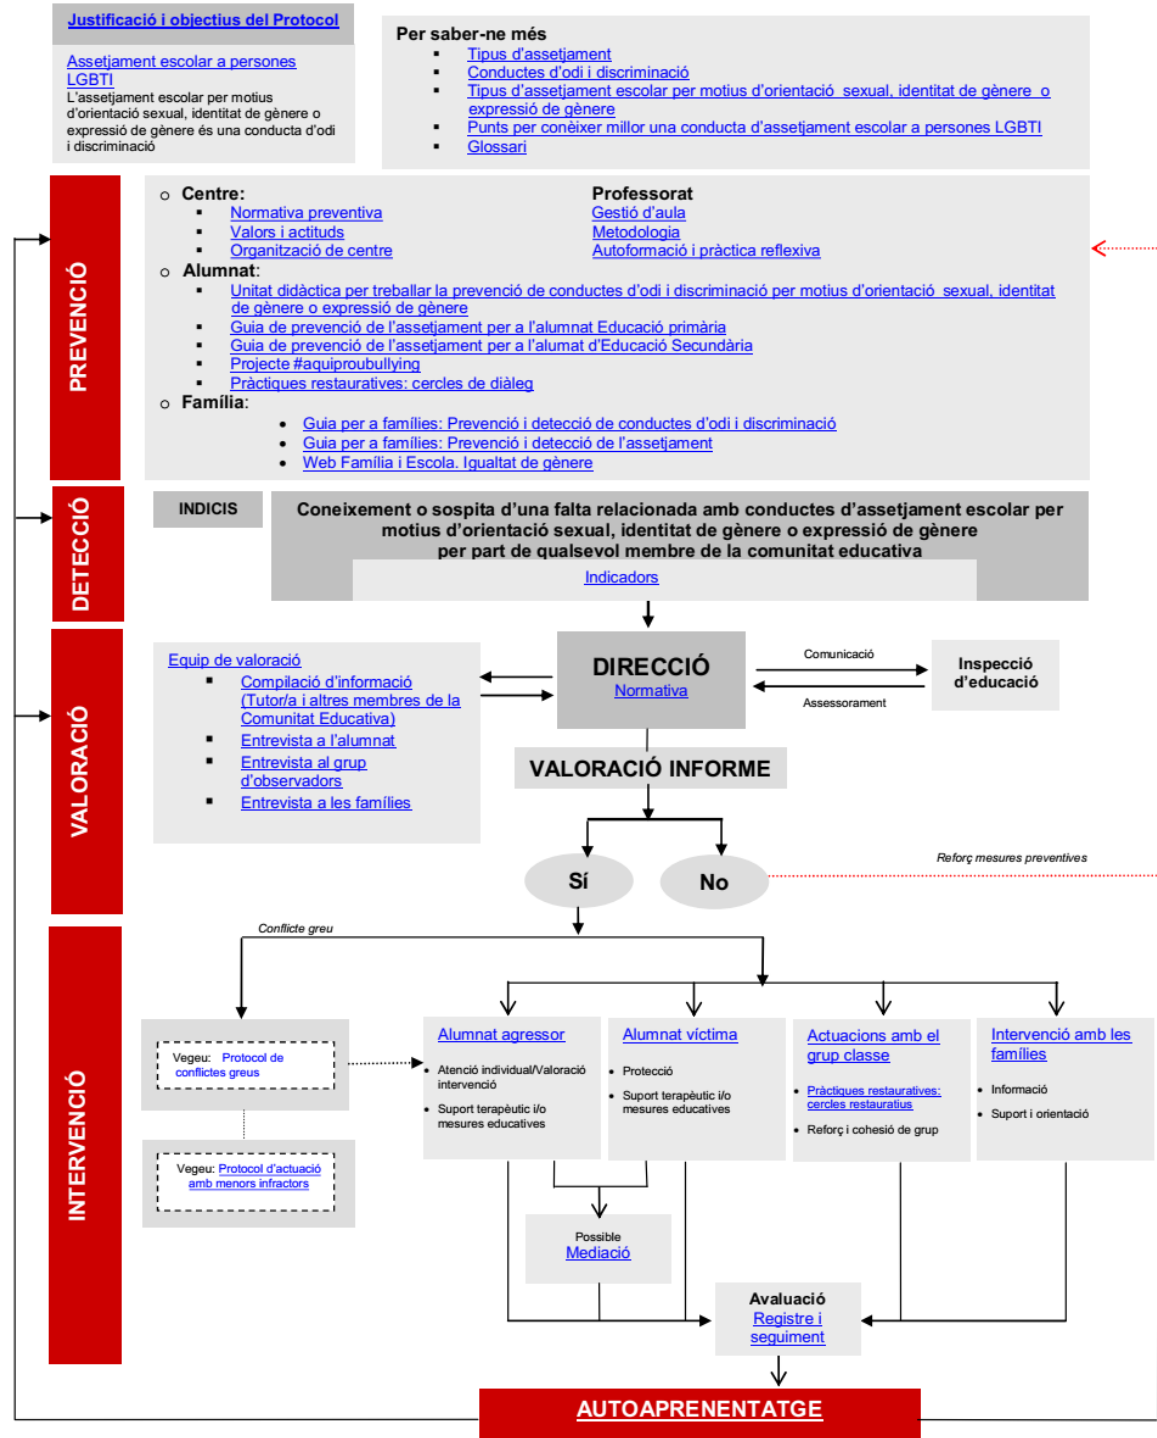 Justificació i objectius del Protocol
Assetjament escolar a persones
LGBTI
L'assetjament escolar per motius
d'orientació sexual, identitat de gènere o
expressió de gènere és una conducta d'odi
i discriminació
Per saber-ne més
Tipus d'assetjament
Conductes d'odi i discriminació
Tipus d'assetjament escolar per motius d'orientació sexual, identitat de gènere o
expressió de gènere
Punts per conèixer millor una conducta d'assetjament escolar a persones LGBTI
Glossari
PREVENCIÓ
Centre:
Normativa preventiva
Valors i actituds
Organització de centre
Professorat
Gestió d'aula
Metodologia
Autoformació i pràctica reflexiva
Alumnat:
Unitat didàctica per treballar la prevenció de conductes d'odi i discriminació per motius d'orientació sexual, identitat
de gènere o expressió de gènere
Guia de prevenció de l'assetjament per a l'alumnat Educació primària
Guia de prevenció de l'assetjament per a l'alumat d'Educació Secundària
Projecte #aquiproubullying
Pràctiques restauratives: cercles de diàleg
Família:
Guia per a famílies: Prevenció i detecció de conductes d'odi i discriminació
Guia per a famílies: Prevenció i detecció de l'assetjament
Web Família i Escola. Igualtat de gènere
DETECCIÓ
INDICIS
Coneixement o sospita d'una falta relacionada amb conductes d'assetjament escolar per
motius d'orientació sexual, identitat de gènere o expressió de gènere
per part de qualsevol membre de la comunitat educativa
Indicadors
VALORACIÓ
Equip de valoració
Compilació d'informació
(Tutor/a i altres membres de la
Comunitat Educativa)
Entrevista a l'alumnat
Entrevista al grup
d'observadors
Entrevista a les famílies
DIRECCIÓ
Normativa
Comunicació
Assessorament
Inspecció
d'educació
VALORACIÓ INFORME
Sí
No
Reforç mesures preventives
INTERVENCIÓ
Conflicte greu
Vegeu: Protocol de
conflictes greus
Vegeu: Protocol d'actuació
amb menors infractors
Alumnat agressor
Atenció individual/Valoració
intervenció
Suport terapèutic i/o
mesures educatives
Alumnat víctima
Protecció
Suport terapèutic i/o
mesures educatives
Actuacions amb el
grup classe
Pràctiques restauratives:
cercles restauratius
Reforç i cohesió de grup
Intervenció amb les
famílies
Informació
Suport i orientació
Possible
Mediació
Avaluació
Registre i
seguiment
AUTOAPRENENTATGE